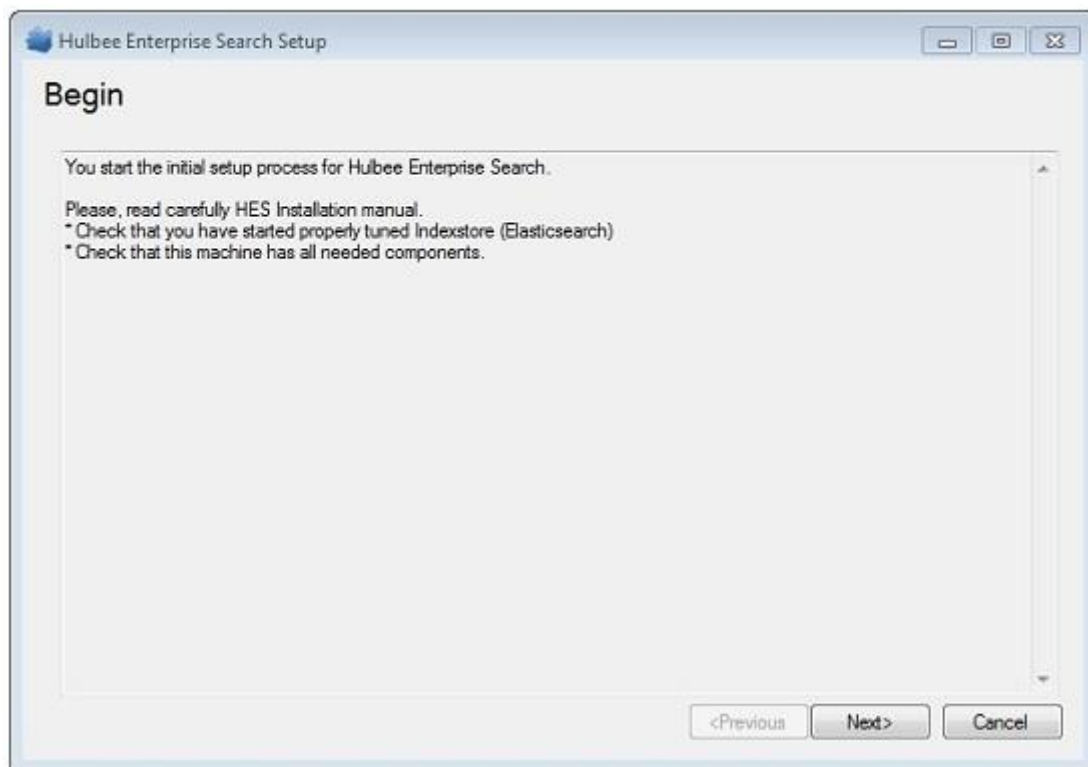 Hulbee Enterprise Search Setup
Begin
You start the initial setup process for Hulbee Enterprise Search.
Please, read carefully HES Installation manual.
* Check that you have started properly tuned Indexstore (Elasticsearch)
* Check that this machine has all needed components.
<Previous Next> Cancel